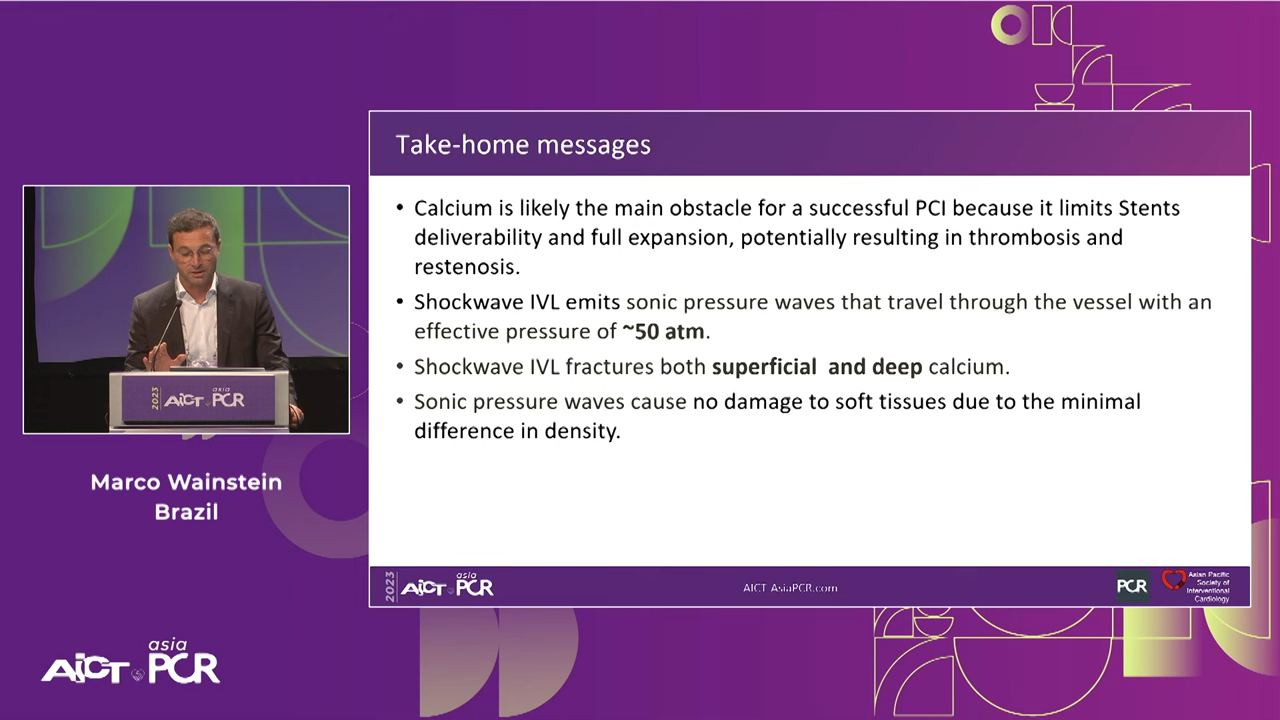 Take-home messages
• Calcium is likely the main obstacle for a successful PCI because it limits Stents
deliverability and full expansion, potentially resulting in thrombosis and
restenosis.
• Shockwave IVL emits sonic pressure waves that travel through the vessel with an
effective pressure of ~50 atm.
• Shockwave IVL fractures both superficial and deep calcium.
• Sonic pressure waves cause no damage to soft tissues due to the minimal
difference in density.
2023 AICT asia PCR
Marco Wainstein
Brazil
2023 AICT asia PCR
AICT AsiaPCR.com
PCR
Asian Pacific
Society of
Interventional
Cardiology
AICT asia PCR